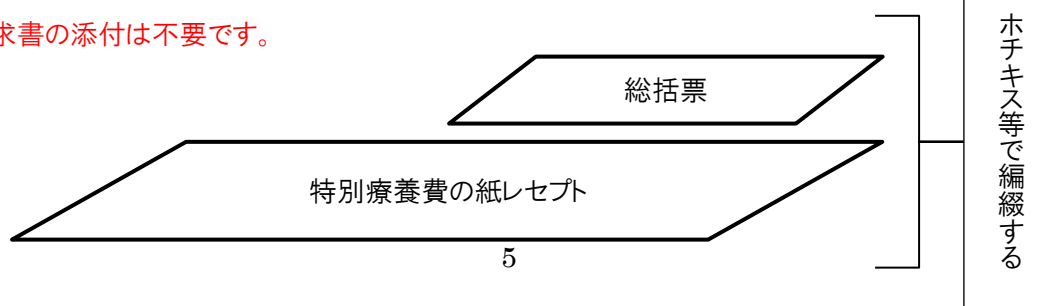 求書の添付は不要です。
総括票
特別療養費の紙レセプト
ホチキス等で編綴する
5